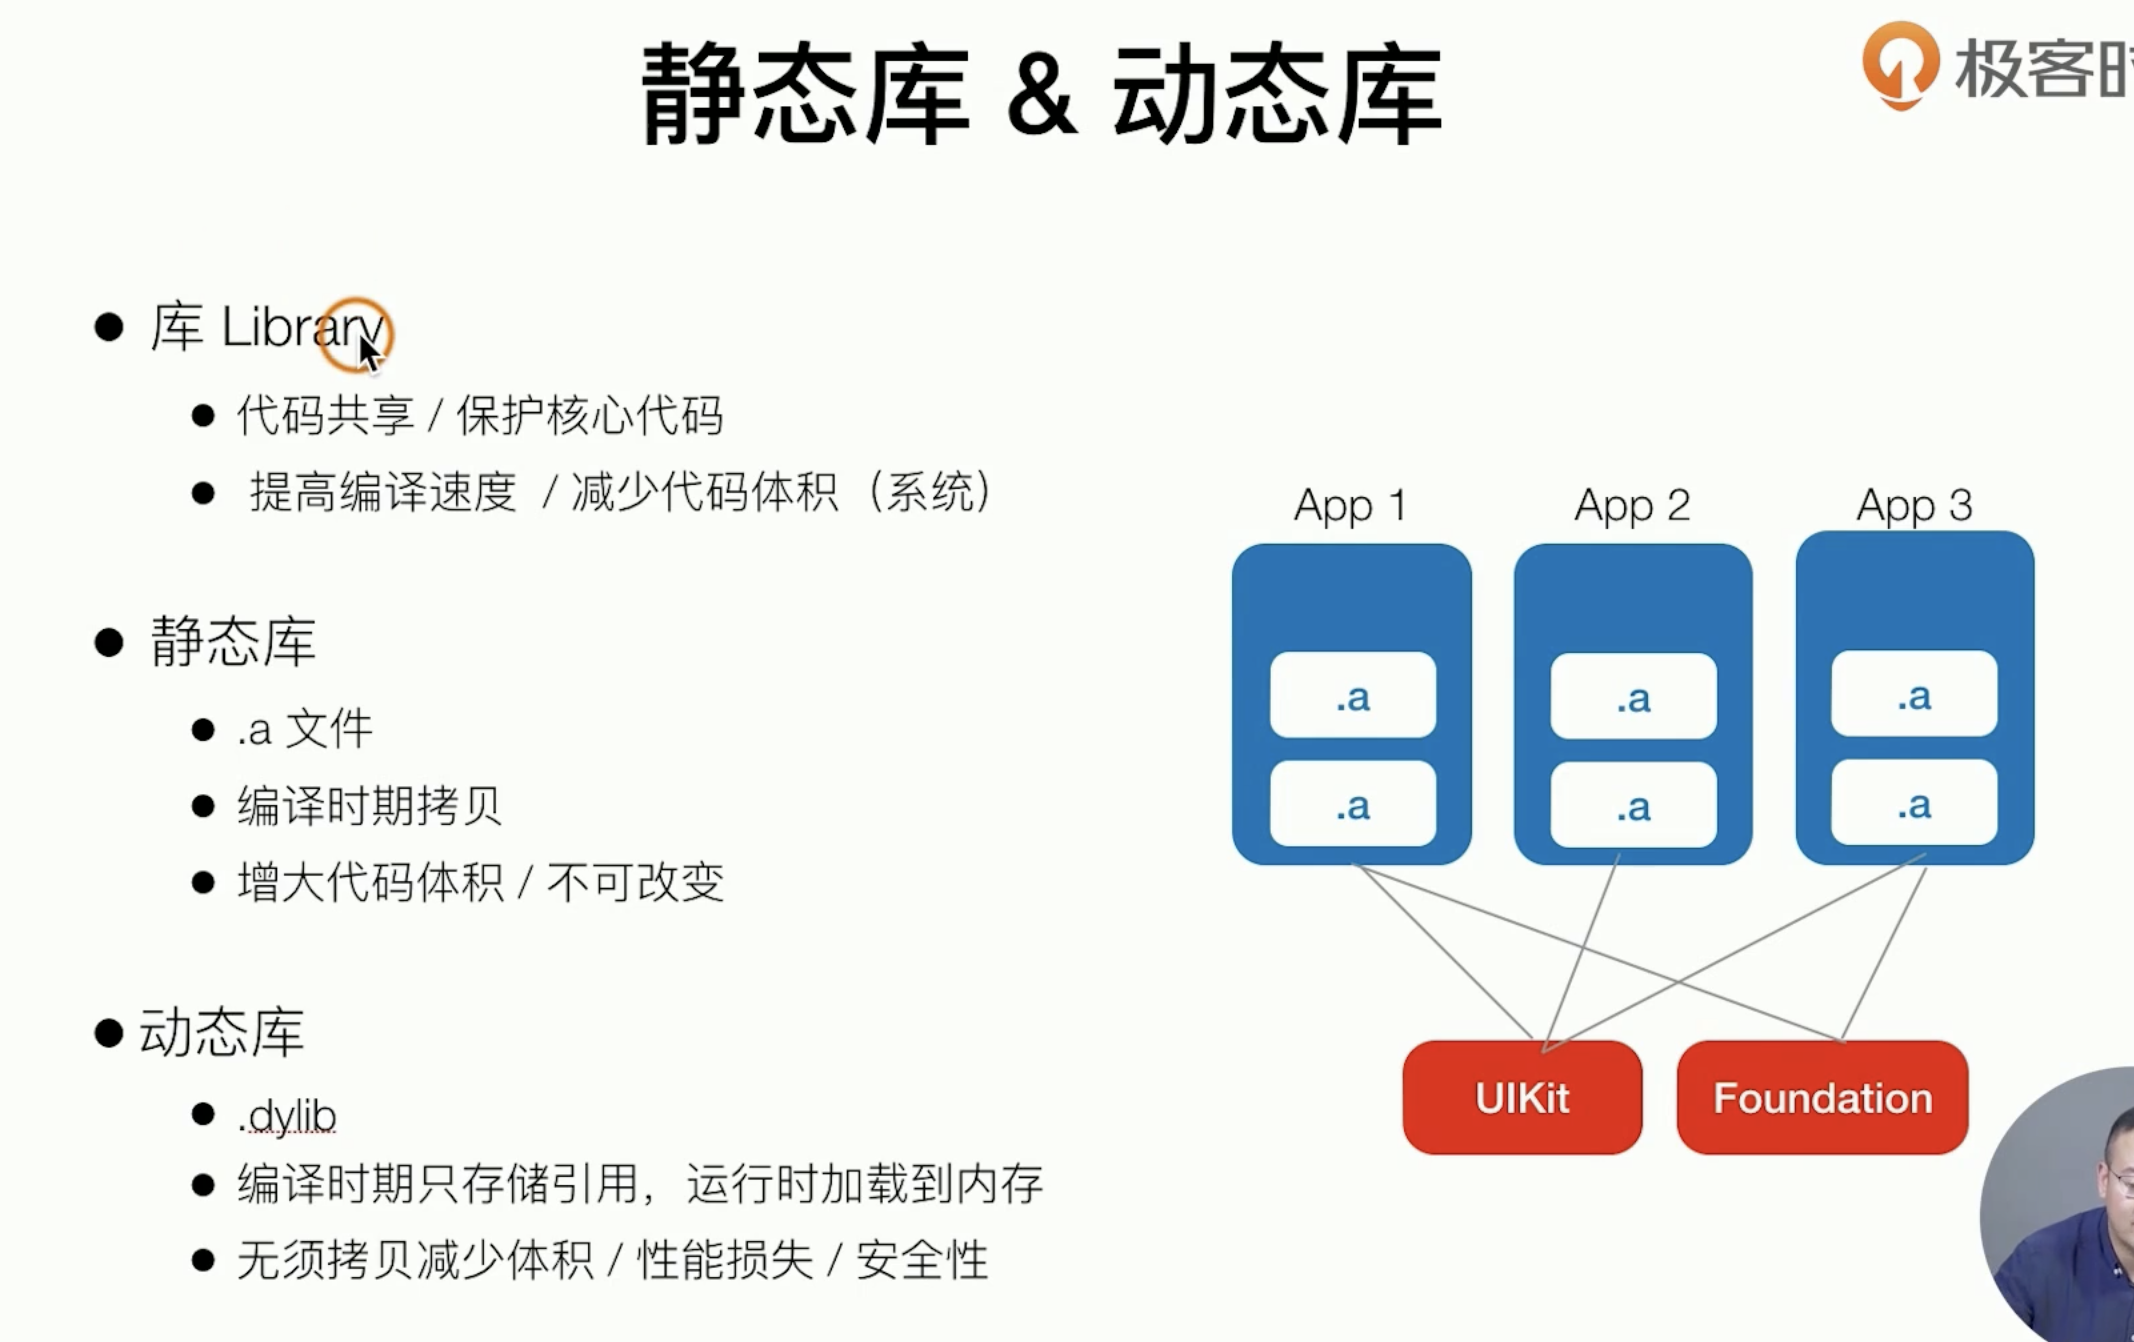 静态库 & 动态库
极客时
库 Library
代码共享 / 保护核心代码
提高编译速度 / 减少代码体积（系统）
静态库
.a 文件
编译时期拷贝
增大代码体积 / 不可改变
动态库
.dylib
编译时期只存储引用，运行时加载到内存
无须拷贝减少体积 / 性能损失 / 安全性
App 1 App 2 App 3
.a .a .a
.a .a .a
UIKit Foundation